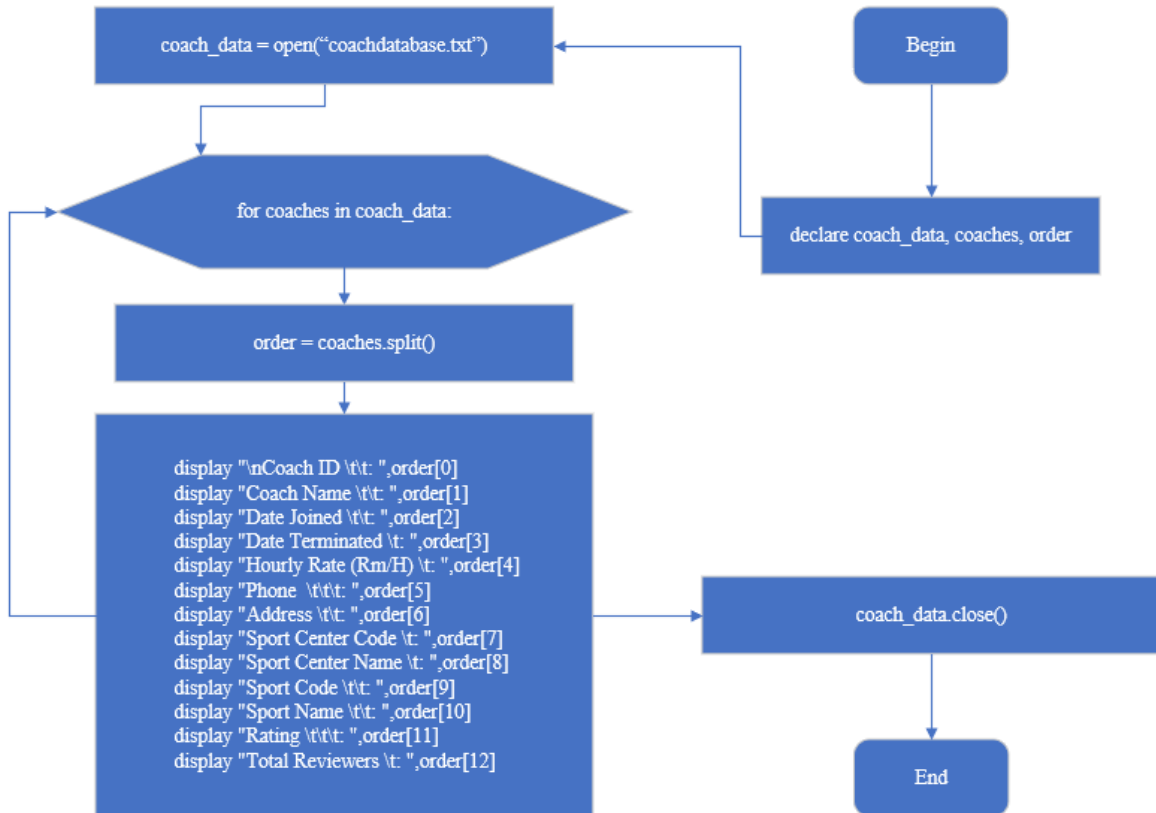 Begin
declare coach_data, coaches, order
coach_data = open(“coachdatabase.txt”)
for coaches in coach_data:
order = coaches.split()
display "\nCoach ID \t\t: ",order[0]
display "Coach Name \t\t: ",order[1]
display "Date Joined \t\t: ",order[2]
display "Date Terminated \t: ",order[3]
display "Hourly Rate (Rm/H) \t: ",order[4]
display "Phone  \t\t\t: ",order[5]
display "Address \t\t: ",order[6]
display "Sport Center Code \t: ",order[7]
display "Sport Center Name \t: ",order[8]
display "Sport Code \t\t: ",order[9]
display "Sport Name \t\t: ",order[10]
display "Rating \t\t\t: ",order[11]
display "Total Reviewers \t: ",order[12]
coach_data.close()
End